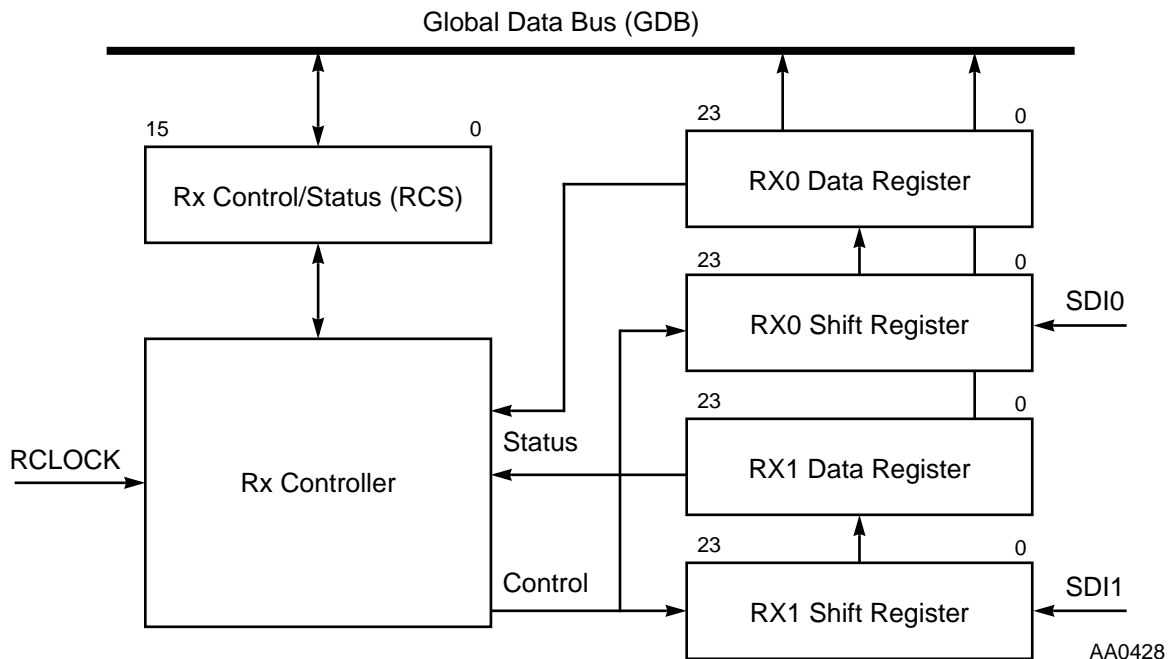 Global Data Bus (GDB)
15 0
Rx Control/Status (RCS)
23 0
RX0 Data Register
23 0
RX0 Shift Register
SDI0
23 0
RX1 Data Register
23 0
RX1 Shift Register
SDI1
RCLOCK
Rx Controller
Status
Control
AA0428